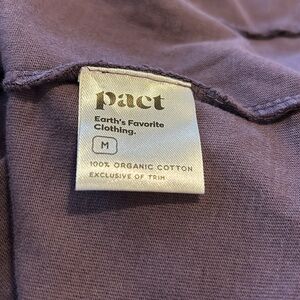 pact
Earth's Favorite
Clothing.
M
100% ORGANIC COTTON
EXCLUSIVE OF TRIM